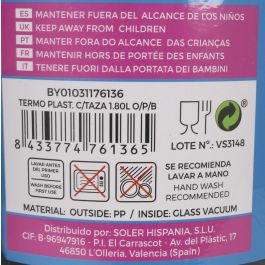 ES MANTENER FUERA DEL ALCANCE DE LOS NIÑOS
UK KEEP AWAY FROM CHILDREN
PT MANTER FORA DO ALCANCE DAS CRIANÇAS
FR MANTENIR HORS DE PORTÉE DES ENFANTS
IT TENERE FUORI DALLA PORTATA DEI BAMBINI
BY01031176136
TERMO PLAST. C/TAZA 1.80L O/P/B
8 433774 761365
LOTE N°.: VS3148
LAVAR ANTES
DEL PRIMER
USO
WASH BEFORE
FIRST USE
SE RECOMIENDA
LAVAR A MANO
HAND WASH
RECOMMENDED
MATERIAL: OUTSIDE: PP / INSIDE: GLASS VACUUM
Distribuido por: SOLER HISPANIA, S.L.U.
CIF. B-96947916 - P.I. El Carrascot - Av. del Plástic, 17
46850 L'Olleria, Valencia (Spain)